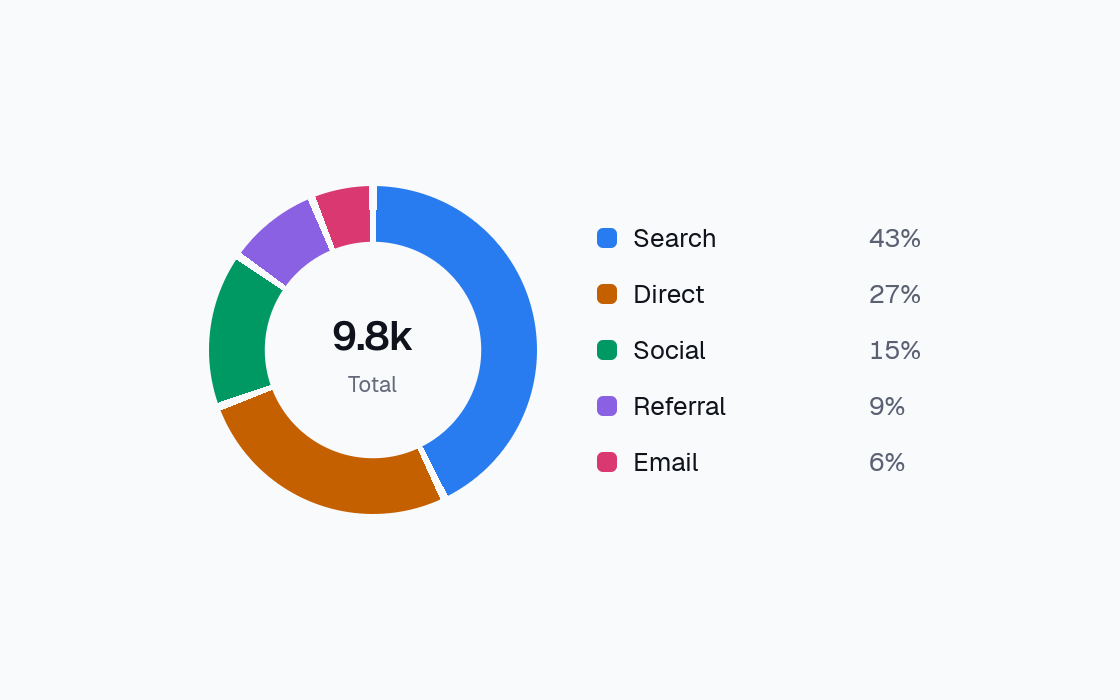 9.8k
Total
Search 43%
Direct 27%
Social 15%
Referral 9%
Email 6%